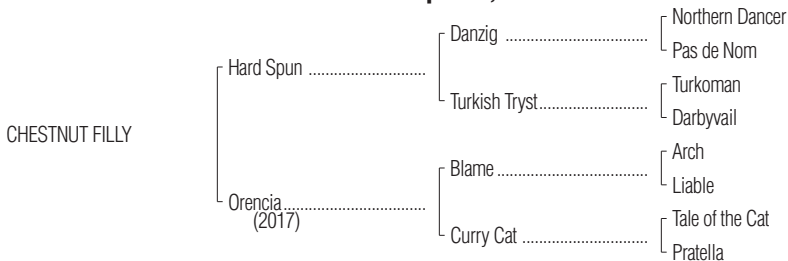 Northern Dancer
Danzig ........................................
Pas de Nom
Hard Spun .................................
Turkoman
Turkish Tryst...............................
Darbyvail
CHESTNUT FILLY
Arch
Blame ..........................................
Liable
Orencia........................................
(2017)
Tale of the Cat
Curry Cat ...................................
Pratella